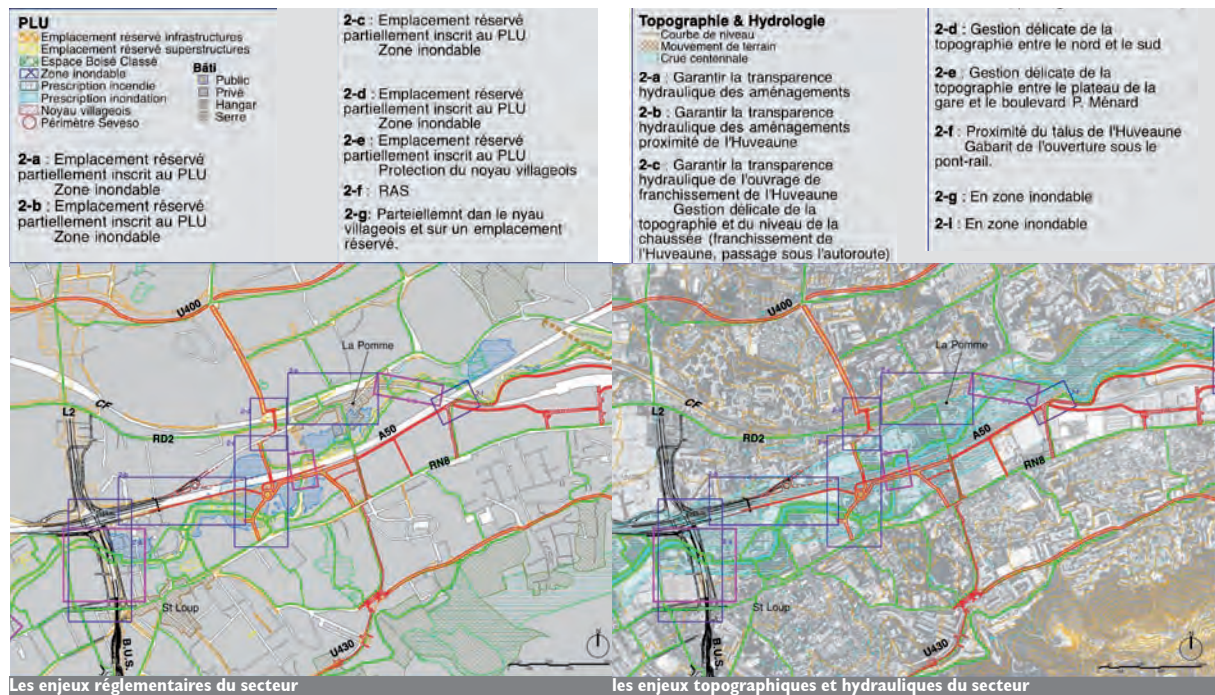 PLU
Emplacement réservé infrastructures
Emplacement réservé superstructures
Espace Boisé Classé
Zone inondable
Prescription incendie
Prescription inondation
Noyau villageois
Périmètre Seveso
Bâti
Public
Privé
Hangar
Serre
2-a : Emplacement réservé
partiellement inscrit au PLU
Zone inondable
2-b : Emplacement réservé
partiellement inscrit au PLU
Zone inondable
2-c : Emplacement réservé
partiellement inscrit au PLU
Zone inondable
2-d : Emplacement réservé
partiellement inscrit au PLU
Zone inondable
2-e : Emplacement réservé
partiellement inscrit au PLU
Protection du noyau villageois
2-f : RAS
2-g: Parteiellemnt dan le nyau
villageois et sur un emplacement
réservé.
Topographie & Hydrologie
Courbe de niveau
Mouvement de terrain
Crue centennale
2-a : Garantir la transparence
hydraulique des aménagements
2-b : Garantir la transparence
hydraulique des aménagements
proximité de l'Huveaune
2-c : Garantir la transparence
hydraulique de l'ouvrage de
franchissement de l'Huveaune
Gestion délicate de la
topographie et du niveau de la
chaussée (franchissement de
l'Huveaune, passage sous l'autoroute)
2-d : Gestion délicate de la
topographie entre le nord et le sud
2-e : Gestion délicate de la
topographie entre le plateau de la
gare et le boulevard P. Ménard
2-f : Proximité du talus de l'Huveaune
Gabarit de l'ouverture sous le
pont-rail.
2-g : En zone inondable
2-I : En zone inondable
U400
La Pomme
L2
CF
RD2
A50
RN8
St Loup
B.U.S.
U430
N
Les enjeux réglementaires du secteur
U400
La Pomme
L2
CF
RD2
A50
RN8
St Loup
B.U.S.
U430
N
les enjeux topographiques et hydrauliques du secteur